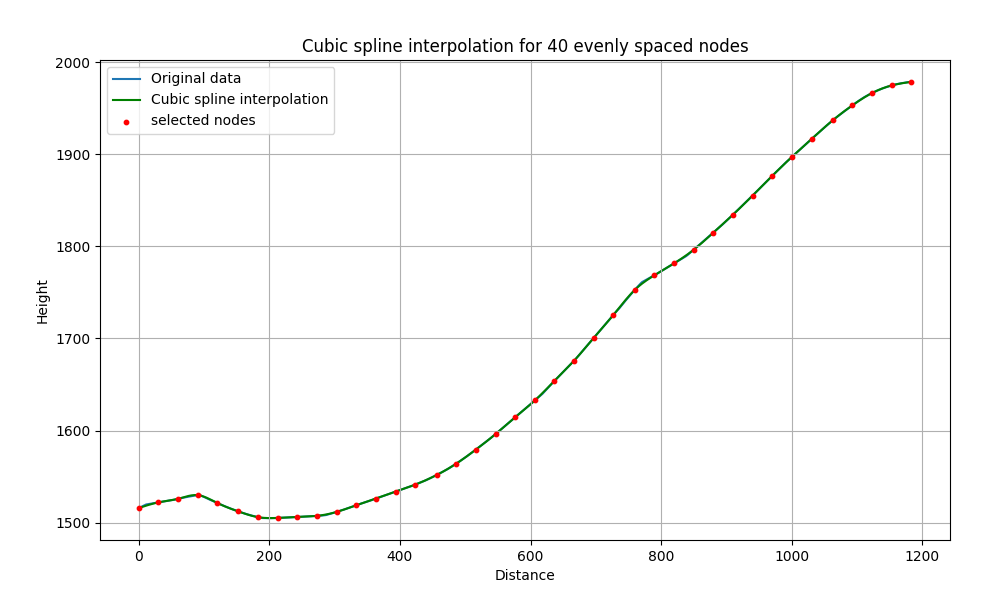 Cubic spline interpolation for 40 evenly spaced nodes
Original data
Cubic spline interpolation
selected nodes
2000
1900
1800
1700
1600
1500
Height
0 200 400 600 800 1000 1200
Distance